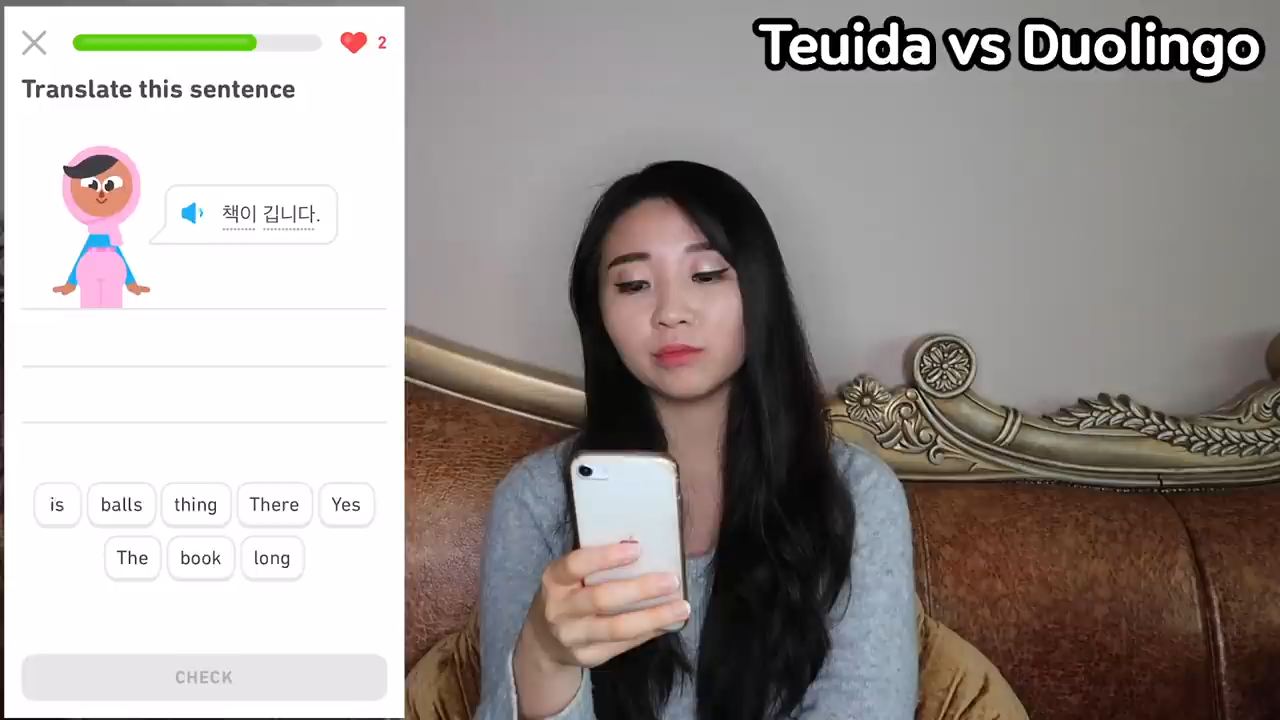 Teuida vs Duolingo
2
Translate this sentence
책이 깁니다.
is balls thing There Yes
The book long
CHECK